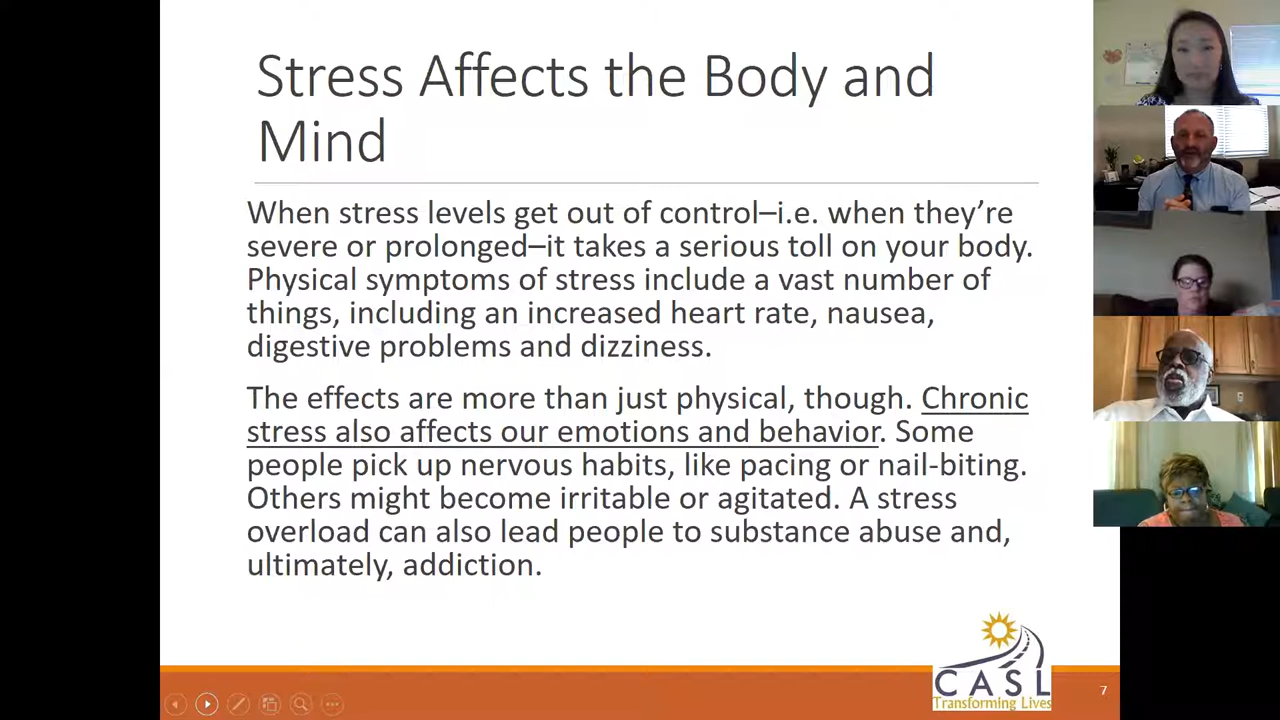 Stress Affects the Body and
Mind
When stress levels get out of control–i.e. when they’re
severe or prolonged–it takes a serious toll on your body.
Physical symptoms of stress include a vast number of
things, including an increased heart rate, nausea,
digestive problems and dizziness.
The effects are more than just physical, though. Chronic
stress also affects our emotions and behavior. Some
people pick up nervous habits, like pacing or nail-biting.
Others might become irritable or agitated. A stress
overload can also lead people to substance abuse and,
ultimately, addiction.
CASL
Transforming Lives
7